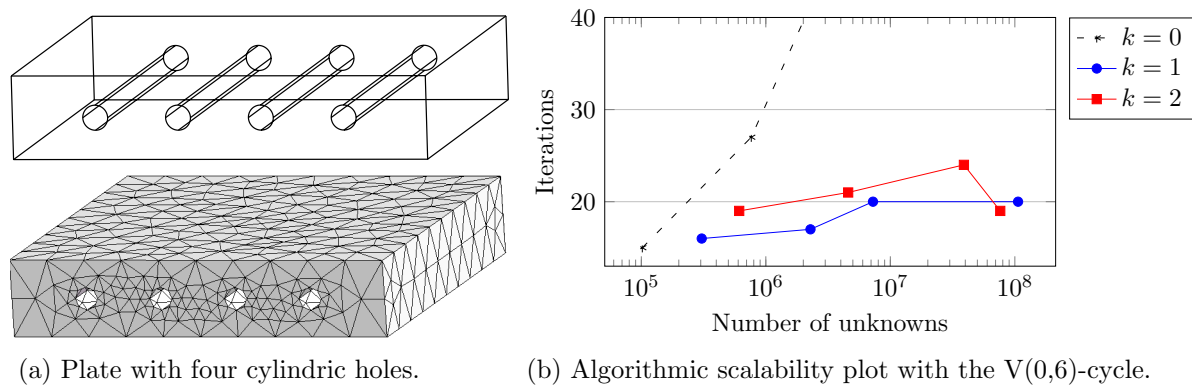 40
30
20
Iterations
10^5
10^6
10^7
10^8
Number of unknowns
k = 0
k = 1
k = 2
(a) Plate with four cylindric holes.
(b) Algorithmic scalability plot with the V(0,6)-cycle.